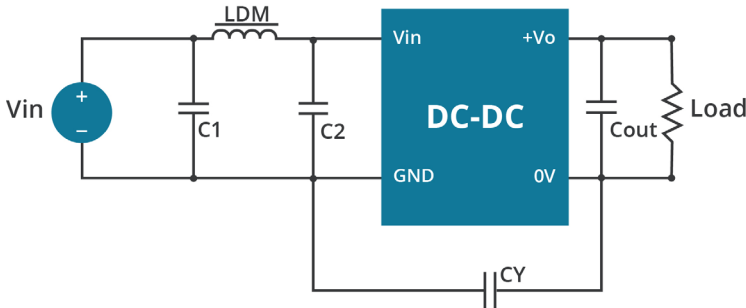 LDM
Vin
+
−
C1
C2
Vin
+Vo
DC-DC
GND
0V
Cout
Load
CY